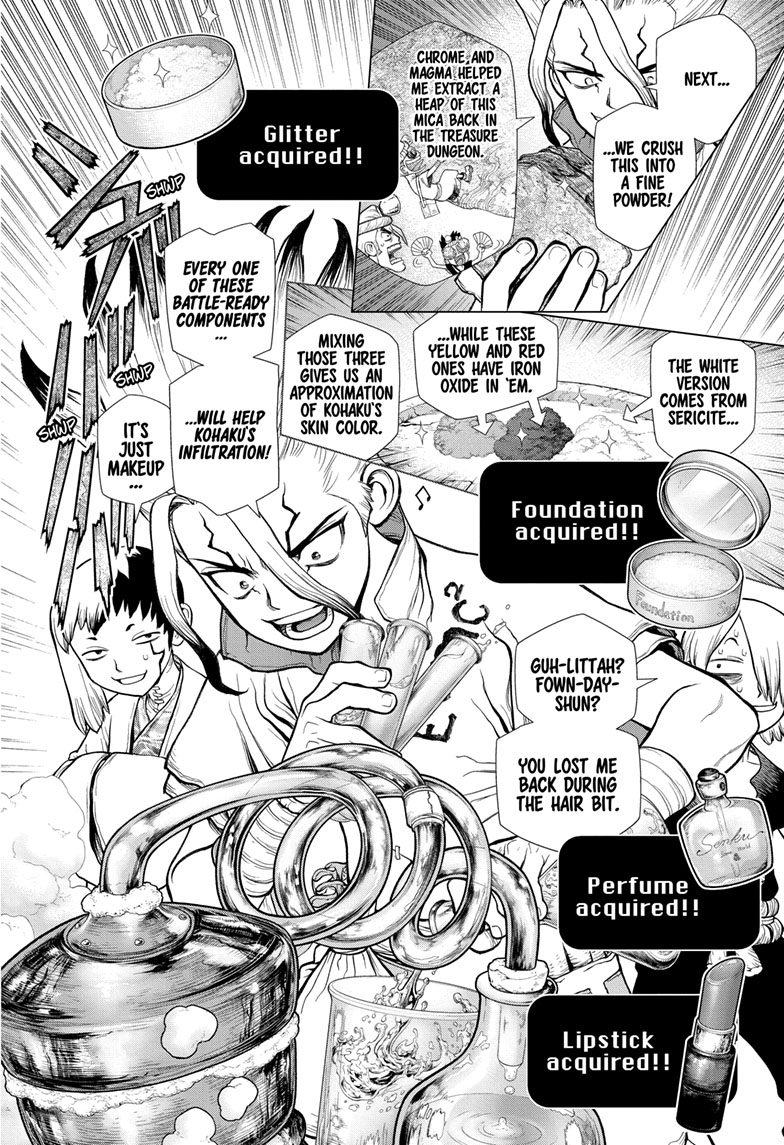 NEXT...
...WE CRUSH
THIS INTO
A FINE
POWDER!
CHROME AND
MAGMA HELPED
ME EXTRACT A
HEAP OF THIS
MICA BACK IN
THE TREASURE
DUNGEON.
Glitter
acquired!!
SHWP
SHWP
SHWP
THE WHITE
VERSION
COMES FROM
SERICITE...
...WHILE THESE
YELLOW AND RED
ONES HAVE IRON
OXIDE IN 'EM.
MIXING
THOSE THREE
GIVES US AN
APPROXIMATION
OF KOHAKU'S
SKIN COLOR.
Foundation
acquired!!
Foundation
EVERY ONE
OF THESE
BATTLE-READY
COMPONENTS
...
...WILL HELP
KOHAKU'S
INFILTRATION!
IT'S
JUST
MAKEUP
...
GUH-LITTAH?
FOWN-DAY-
SHUN?
YOU LOST ME
BACK DURING
THE HAIR BIT.
Senku
Perfume
acquired!!
Lipstick
acquired!!